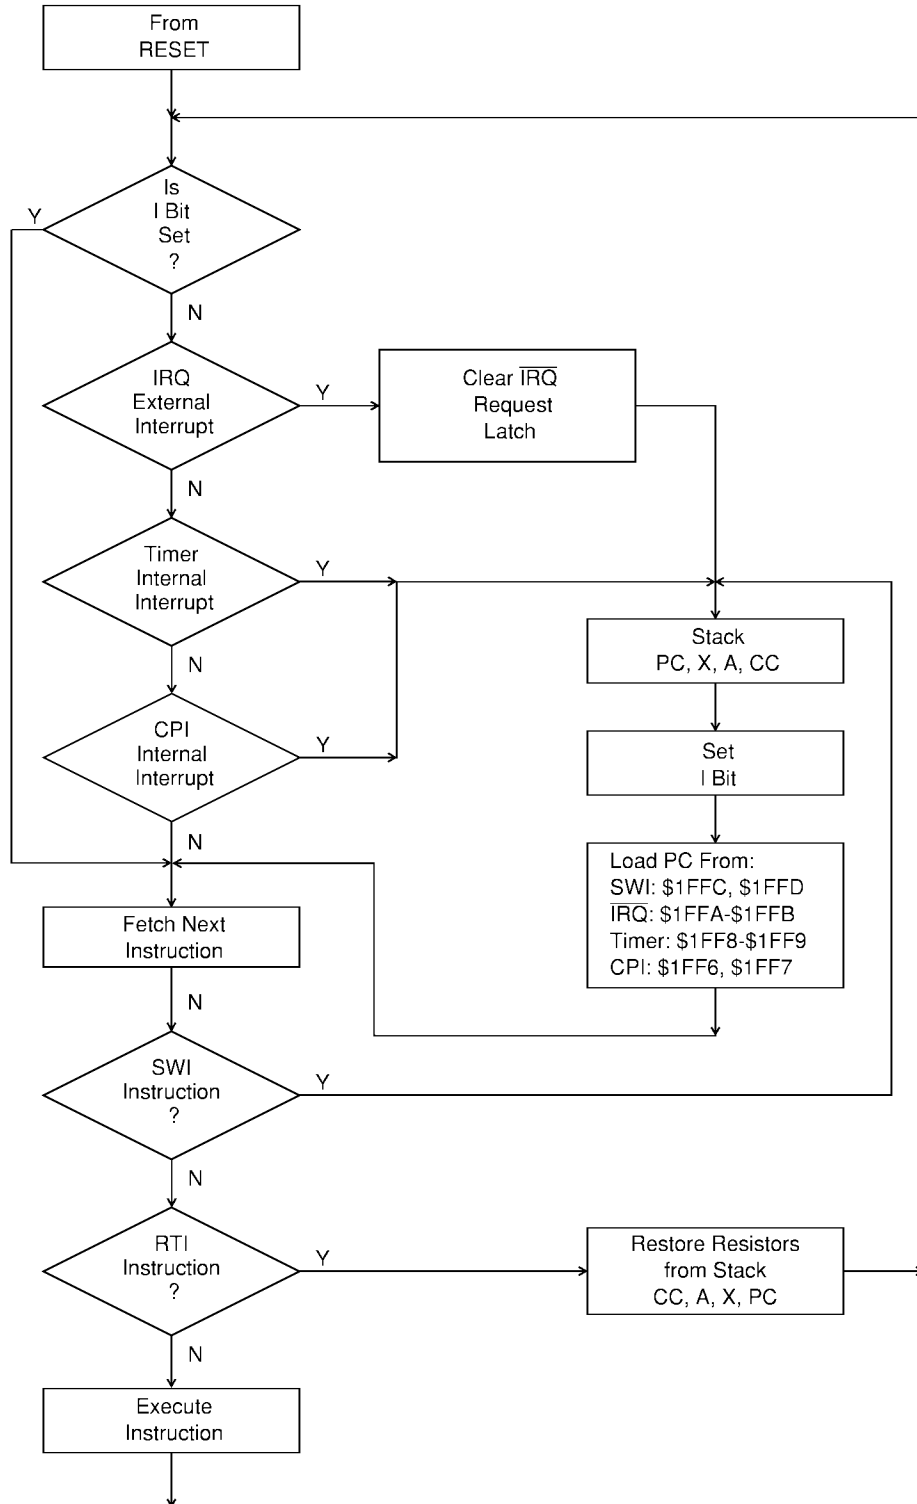 From
RESET
Is
I Bit
Set
?
Y
N
IRQ
External
Interrupt
Y
Clear I̅R̅Q̅
Request
Latch
N
Timer
Internal
Interrupt
Y
Stack
PC, X, A, CC
N
CPI
Internal
Interrupt
Y
Set
I Bit
N
Load PC From:
SWI: $1FFC, $1FFD
I̅R̅Q̅: $1FFA-$1FFB
Timer: $1FF8-$1FF9
CPI: $1FF6, $1FF7
Fetch Next
Instruction
N
SWI
Instruction
?
Y
N
RTI
Instruction
?
Y
Restore Resistors
from Stack
CC, A, X, PC
N
Execute
Instruction